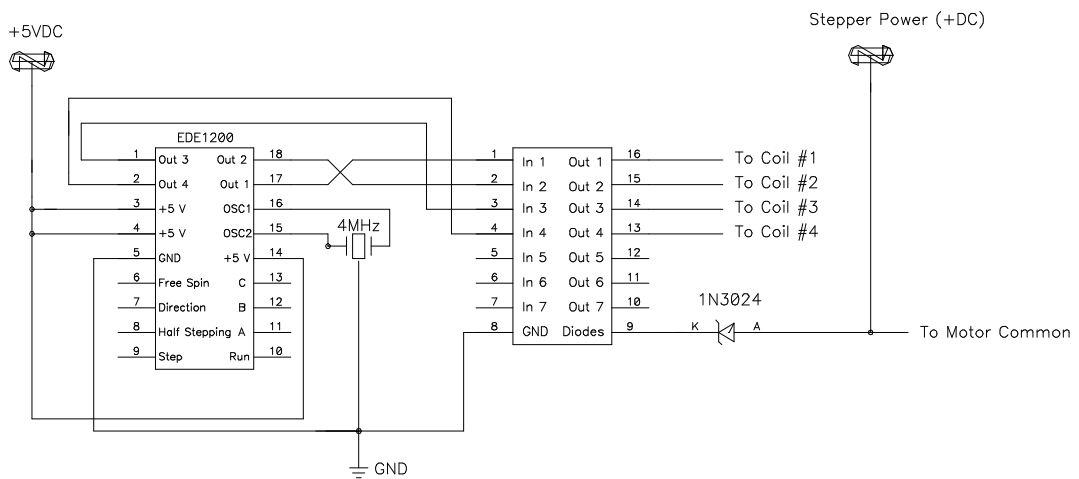 +5VDC
Stepper Power (+DC)
EDE1200
1 Out 3 Out 2 18
2 Out 4 Out 1 17
3 +5 V OSC1 16
4 +5 V OSC2 15
5 GND +5 V 14
6 Free Spin C 13
7 Direction B 12
8 Half Stepping A 11
9 Step Run 10
4MHz
1 In 1 Out 1 16 To Coil #1
2 In 2 Out 2 15 To Coil #2
3 In 3 Out 3 14 To Coil #3
4 In 4 Out 4 13 To Coil #4
5 In 5 Out 5 12
6 In 6 Out 6 11
7 In 7 Out 7 10
8 GND Diodes 9
1N3024
K A
To Motor Common
GND